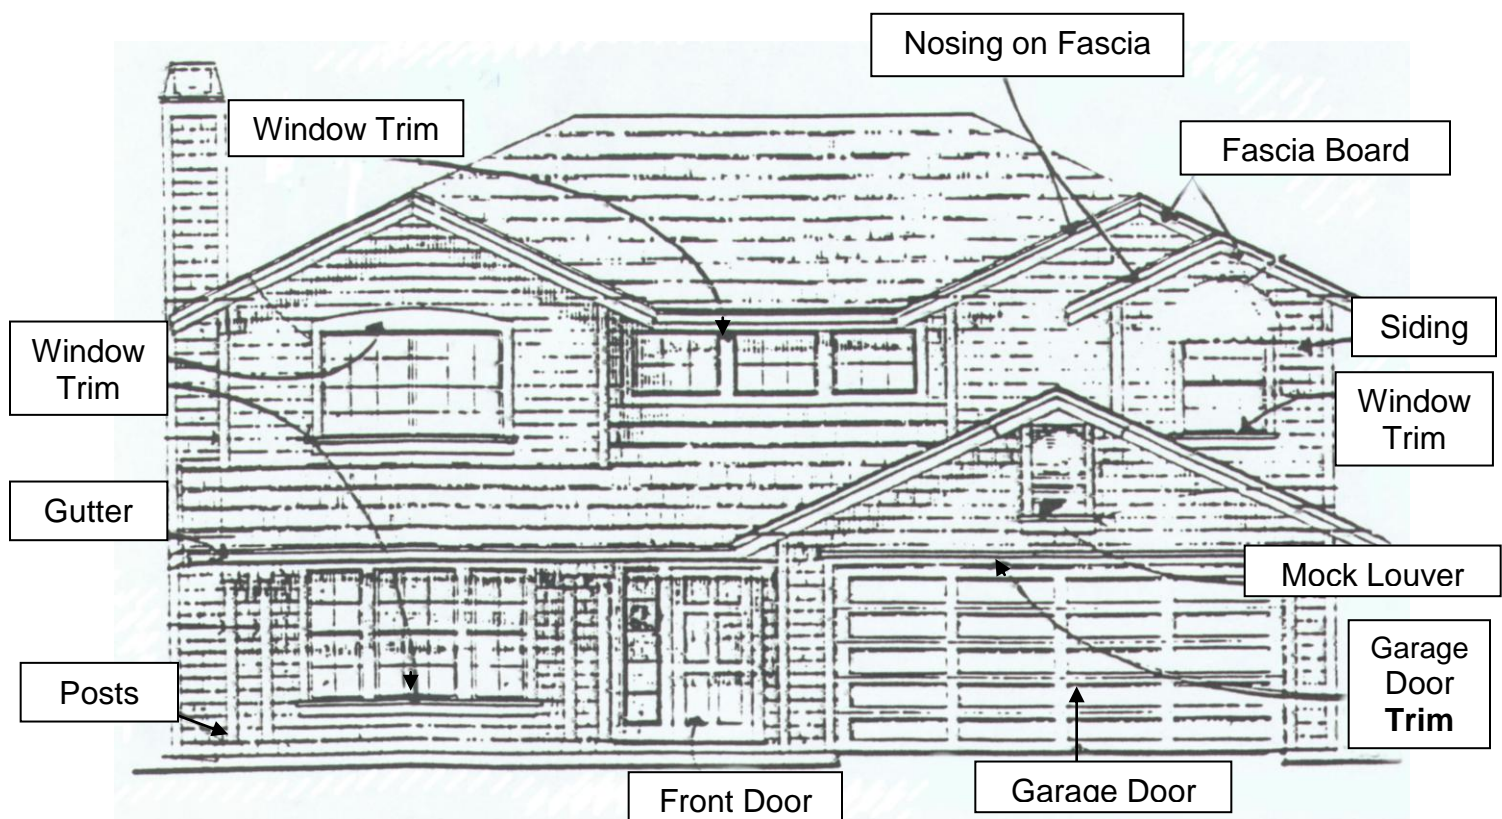 Nosing on Fascia
Window Trim
Fascia Board
Siding
Window
Trim
Window
Trim
Gutter
Mock Louver
Posts
Garage
Door
Trim
Front Door
Garage Door